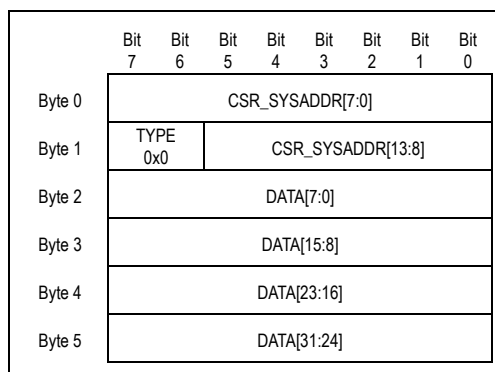 Bit Bit Bit Bit Bit Bit Bit Bit
7 6 5 4 3 2 1 0
Byte 0 CSR_SYSADDR[7:0]
Byte 1 TYPE 0x0 CSR_SYSADDR[13:8]
Byte 2 DATA[7:0]
Byte 3 DATA[15:8]
Byte 4 DATA[23:16]
Byte 5 DATA[31:24]